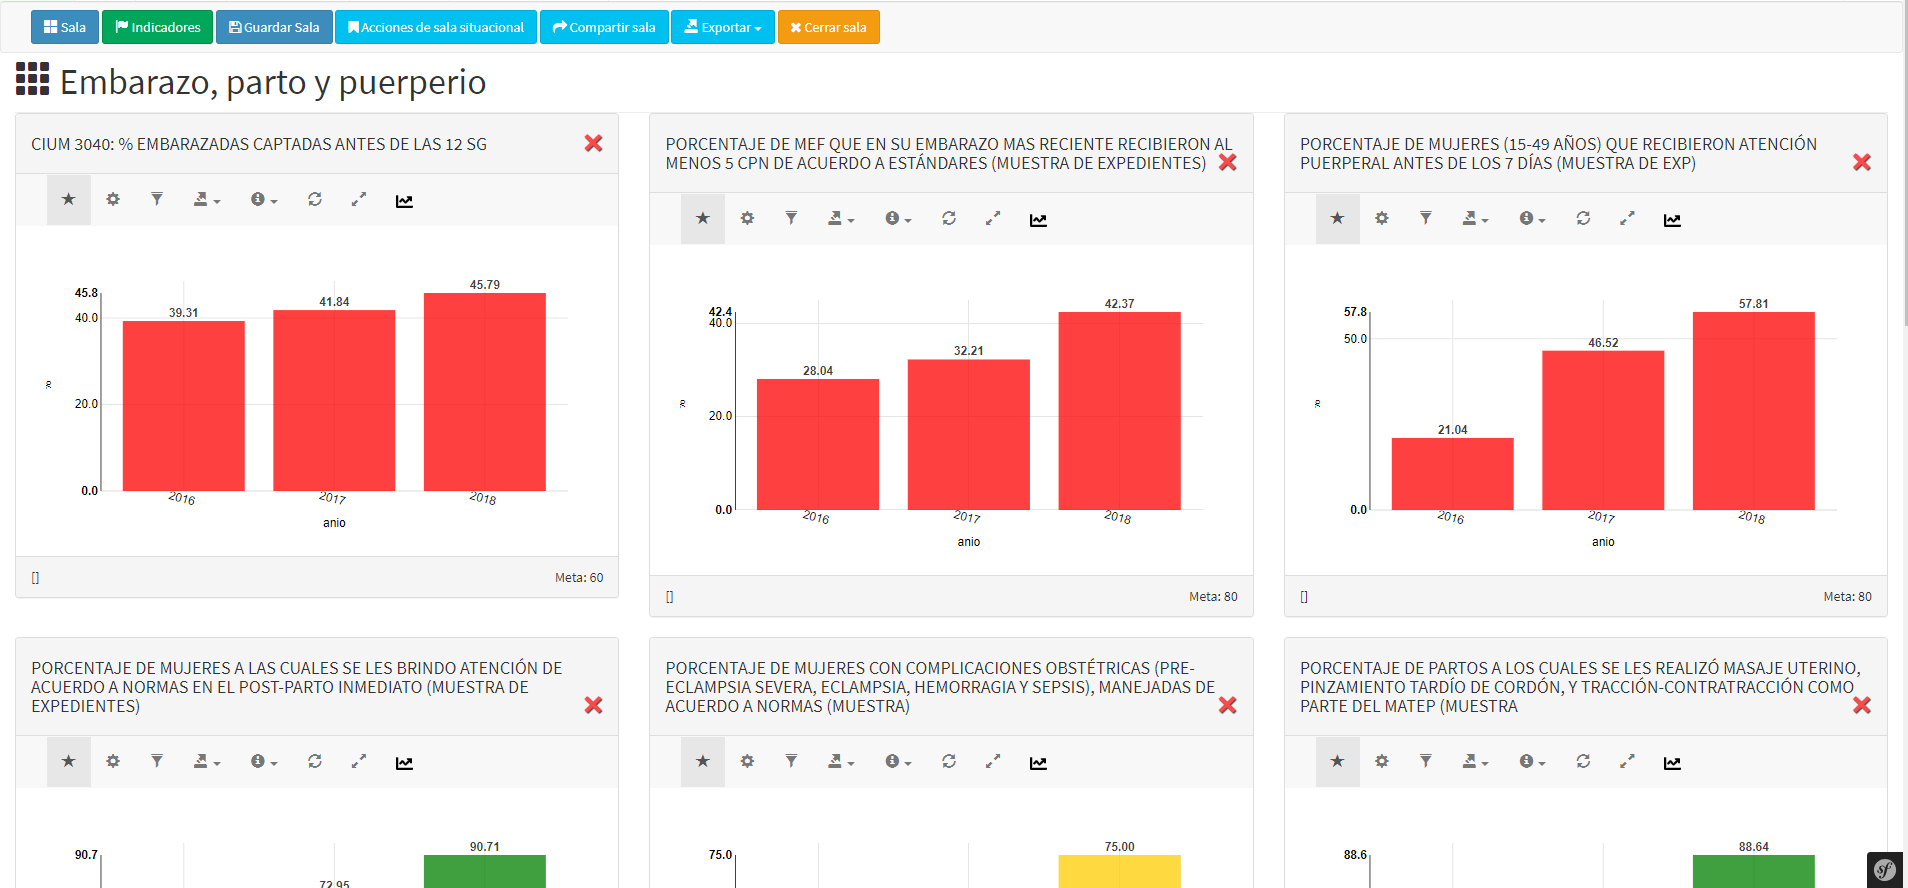 Sala Indicadores Guardar Sala Acciones de sala situacional Compartir sala Exportar Cerrar sala
Embarazo, parto y puerperio
CIUM 3040: % EMBARAZADAS CAPTADAS ANTES DE LAS 12 SG
45.8
40.0
20.0
0.0
%
39.31
41.84
45.79
2016
2017
2018
anio
[]
Meta: 60
PORCENTAJE DE MEF QUE EN SU EMBARAZO MAS RECIENTE RECIBIERON AL
MENOS 5 CPN DE ACUERDO A ESTÁNDARES (MUESTRA DE EXPEDIENTES)
42.4
40.0
20.0
0.0
%
28.04
32.21
42.37
2016
2017
2018
anio
[]
Meta: 80
PORCENTAJE DE MUJERES (15-49 AÑOS) QUE RECIBIERON ATENCIÓN
PUERPERAL ANTES DE LOS 7 DÍAS (MUESTRA DE EXP)
57.8
50.0
0.0
%
21.04
46.52
57.81
2016
2017
2018
anio
[]
Meta: 80
PORCENTAJE DE MUJERES A LAS CUALES SE LES BRINDO ATENCIÓN DE
ACUERDO A NORMAS EN EL POST-PARTO INMEDIATO (MUESTRA DE
EXPEDIENTES)
90.7
72.95
90.71
PORCENTAJE DE MUJERES CON COMPLICACIONES OBSTÉTRICAS (PRE-
ECLAMPSIA SEVERA, ECLAMPSIA, HEMORRAGIA Y SEPSIS), MANEJADAS DE
ACUERDO A NORMAS (MUESTRA)
75.0
75.00
PORCENTAJE DE PARTOS A LOS CUALES SE LES REALIZÓ MASAJE UTERINO,
PINZAMIENTO TARDÍO DE CORDÓN, Y TRACCIÓN-CONTRATRACCIÓN COMO
PARTE DEL MATEP (MUESTRA
88.6
88.64
sf